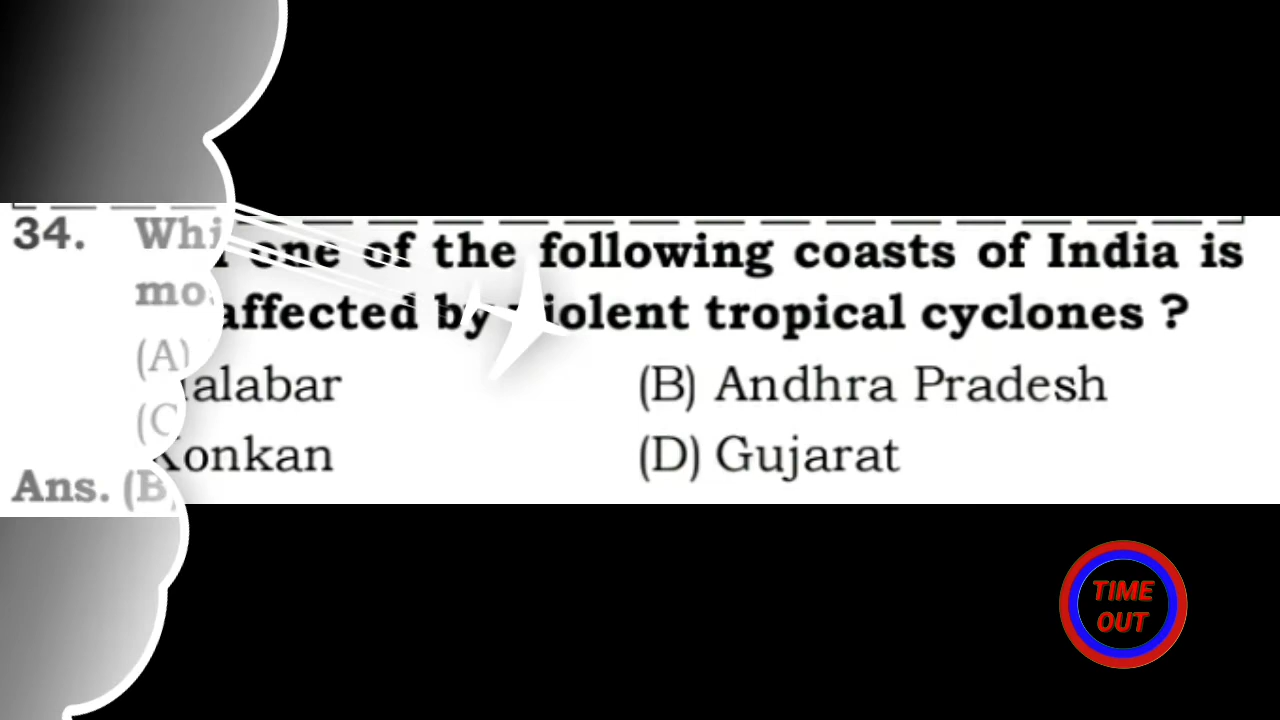 34. Whi one of the following coasts of India is
mo affected by violent tropical cyclones ?
(A) alabar (B) Andhra Pradesh
(C Konkan (D) Gujarat
Ans. (B)
TIME
OUT